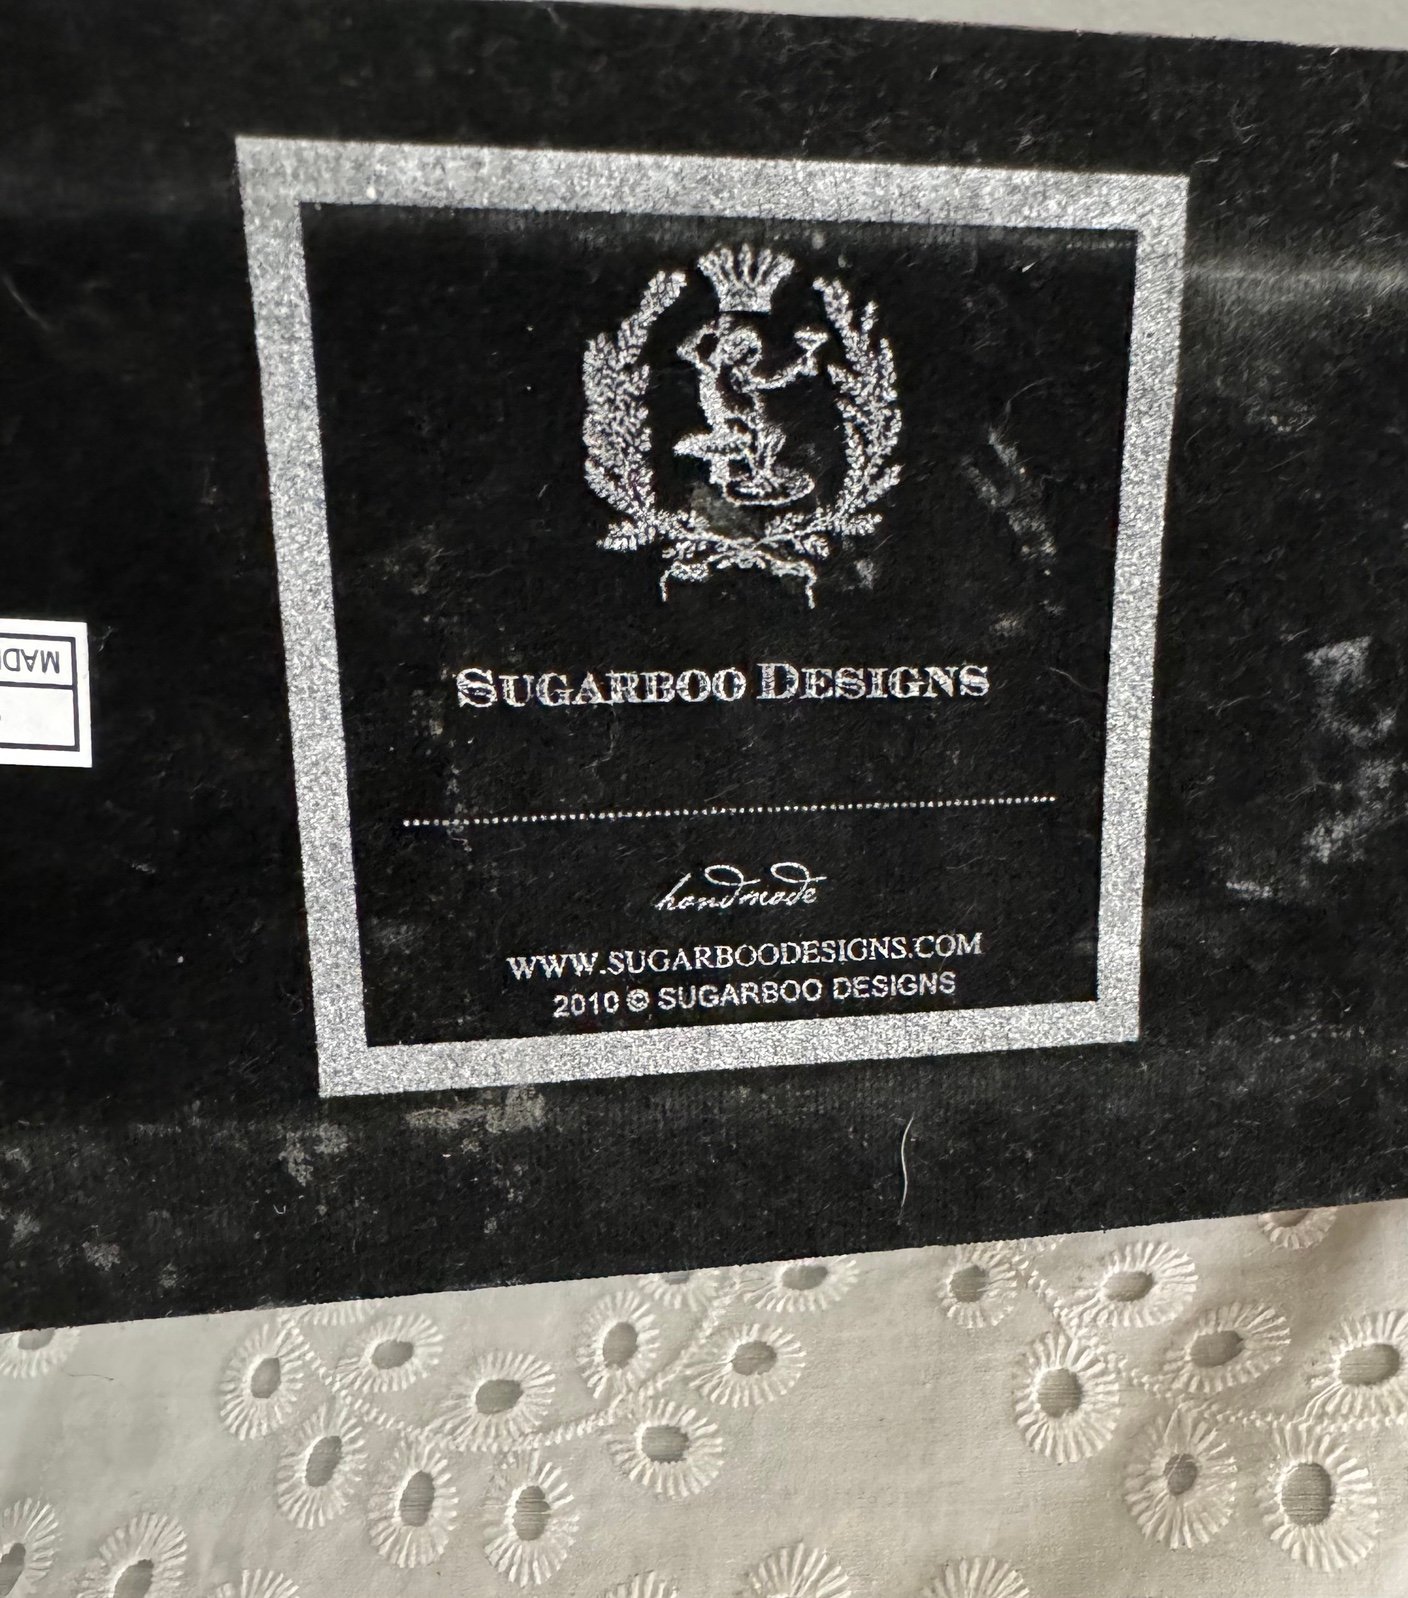 SUGARBOO DESIGNS
handmade
WWW.SUGARBOODESIGNS.COM
2010 © SUGARBOO DESIGNS